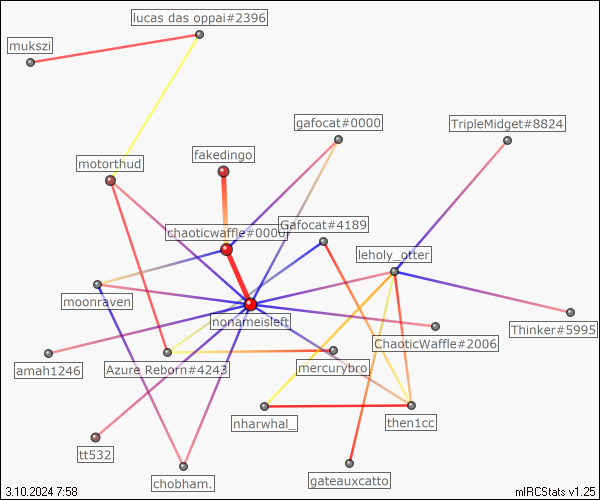 lucas das oppai#2396
mukszi
gafocat#0000
TripleMidget#8824
fakedingo
motorthud
Gafocat#4189
chaoticwaffle#0000
leholy_otter
moonraven
nonameisleft
Thinker#5995
ChaoticWaffle#2006
amah1246
Azure Reborn#4243
mercurybro
nharwhal_
then1cc
tt532
chobham.
gateauxcatto
3.10.2024 7:58
mIRCStats v1.25